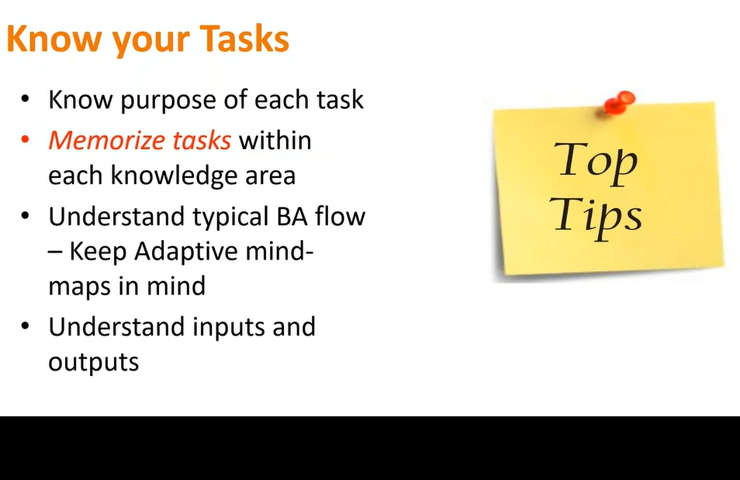 Know your Tasks
• Know purpose of each task
• Memorize tasks within
each knowledge area
• Understand typical BA flow
– Keep Adaptive mind-
maps in mind
• Understand inputs and
outputs
Top
Tips